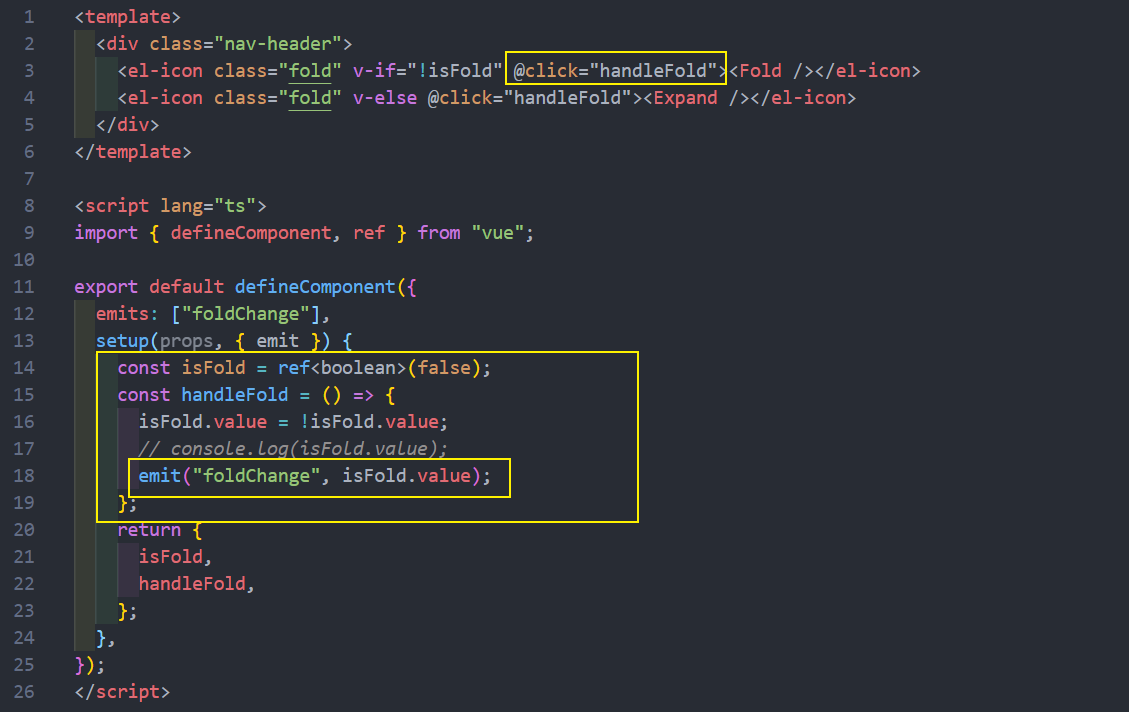 1 <template>
2 <div class="nav-header">
3 <el-icon class="fold" v-if="!isFold" @click="handleFold"><Fold /></el-icon>
4 <el-icon class="fold" v-else @click="handleFold"><Expand /></el-icon>
5 </div>
6 </template>
7
8 <script lang="ts">
9 import { defineComponent, ref } from "vue";
10
11 export default defineComponent({
12 emits: ["foldChange"],
13 setup(props, { emit }) {
14 const isFold = ref<boolean>(false);
15 const handleFold = () => {
16 isFold.value = !isFold.value;
17 // console.log(isFold.value);
18 emit("foldChange", isFold.value);
19 };
20 return {
21 isFold,
22 handleFold,
23 };
24 },
25 });
26 </script>